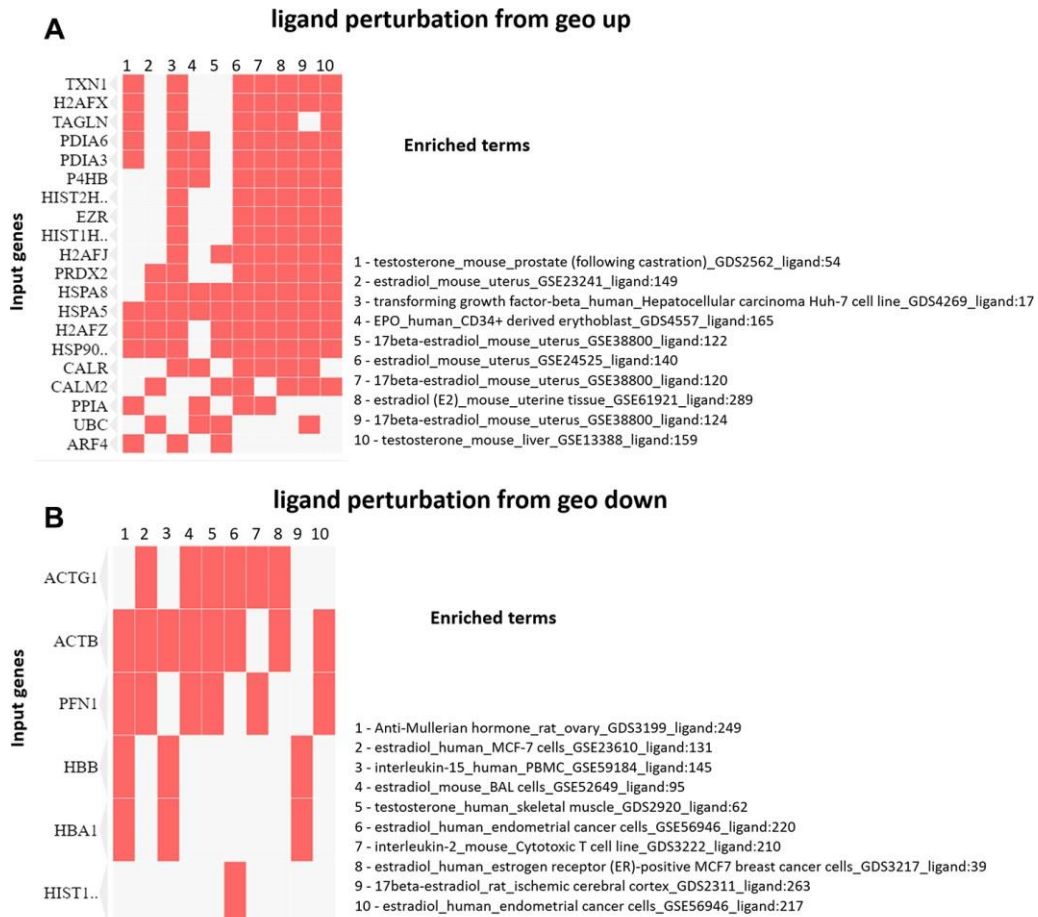 A
ligand perturbation from geo up
1 2 3 4 5 6 7 8 9 10
Input genes
TXN1
H2AFX
TAGLN
PDIA6
PDIA3
P4HB
HIST2H..
EZR
HIST1H..
H2AFJ
PRDX2
HSPA8
HSPA5
H2AFZ
HSP90..
CALR
CALM2
PPIA
UBC
ARF4
Enriched terms
1 - testosterone_mouse_prostate (following castration)_GDS2562_ligand:54
2 - estradiol_mouse_uterus_GSE23241_ligand:149
3 - transforming growth factor-beta_human_Hepatocellular carcinoma Huh-7 cell line_GDS4269_ligand:17
4 - EPO_human_CD34+ derived erythoblast_GDS4557_ligand:165
5 - 17beta-estradiol_mouse_uterus_GSE38800_ligand:122
6 - estradiol_mouse_uterus_GSE24525_ligand:140
7 - 17beta-estradiol_mouse_uterus_GSE38800_ligand:120
8 - estradiol (E2)_mouse_uterine tissue_GSE61921_ligand:289
9 - 17beta-estradiol_mouse_uterus_GSE38800_ligand:124
10 - testosterone_mouse_liver_GSE13388_ligand:159
B
ligand perturbation from geo down
1 2 3 4 5 6 7 8 9 10
Input genes
ACTG1
ACTB
PFN1
HBB
HBA1
HIST1..
Enriched terms
1 - Anti-Mullerian hormone_rat_ovary_GDS3199_ligand:249
2 - estradiol_human_MCF-7 cells_GSE23610_ligand:131
3 - interleukin-15_human_PBMC_GSE59184_ligand:145
4 - estradiol_mouse_BAL cells_GSE52649_ligand:95
5 - testosterone_human_skeletal muscle_GDS2920_ligand:62
6 - estradiol_human_endometrial cancer cells_GSE56946_ligand:220
7 - interleukin-2_mouse_Cytotoxic T cell line_GDS3222_ligand:210
8 - estradiol_human_estrogen receptor (ER)-positive MCF7 breast cancer cells_GDS3217_ligand:39
9 - 17beta-estradiol_rat_ischemic cerebral cortex_GDS2311_ligand:263
10 - estradiol_human_endometrial cancer cells_GSE56946_ligand:217